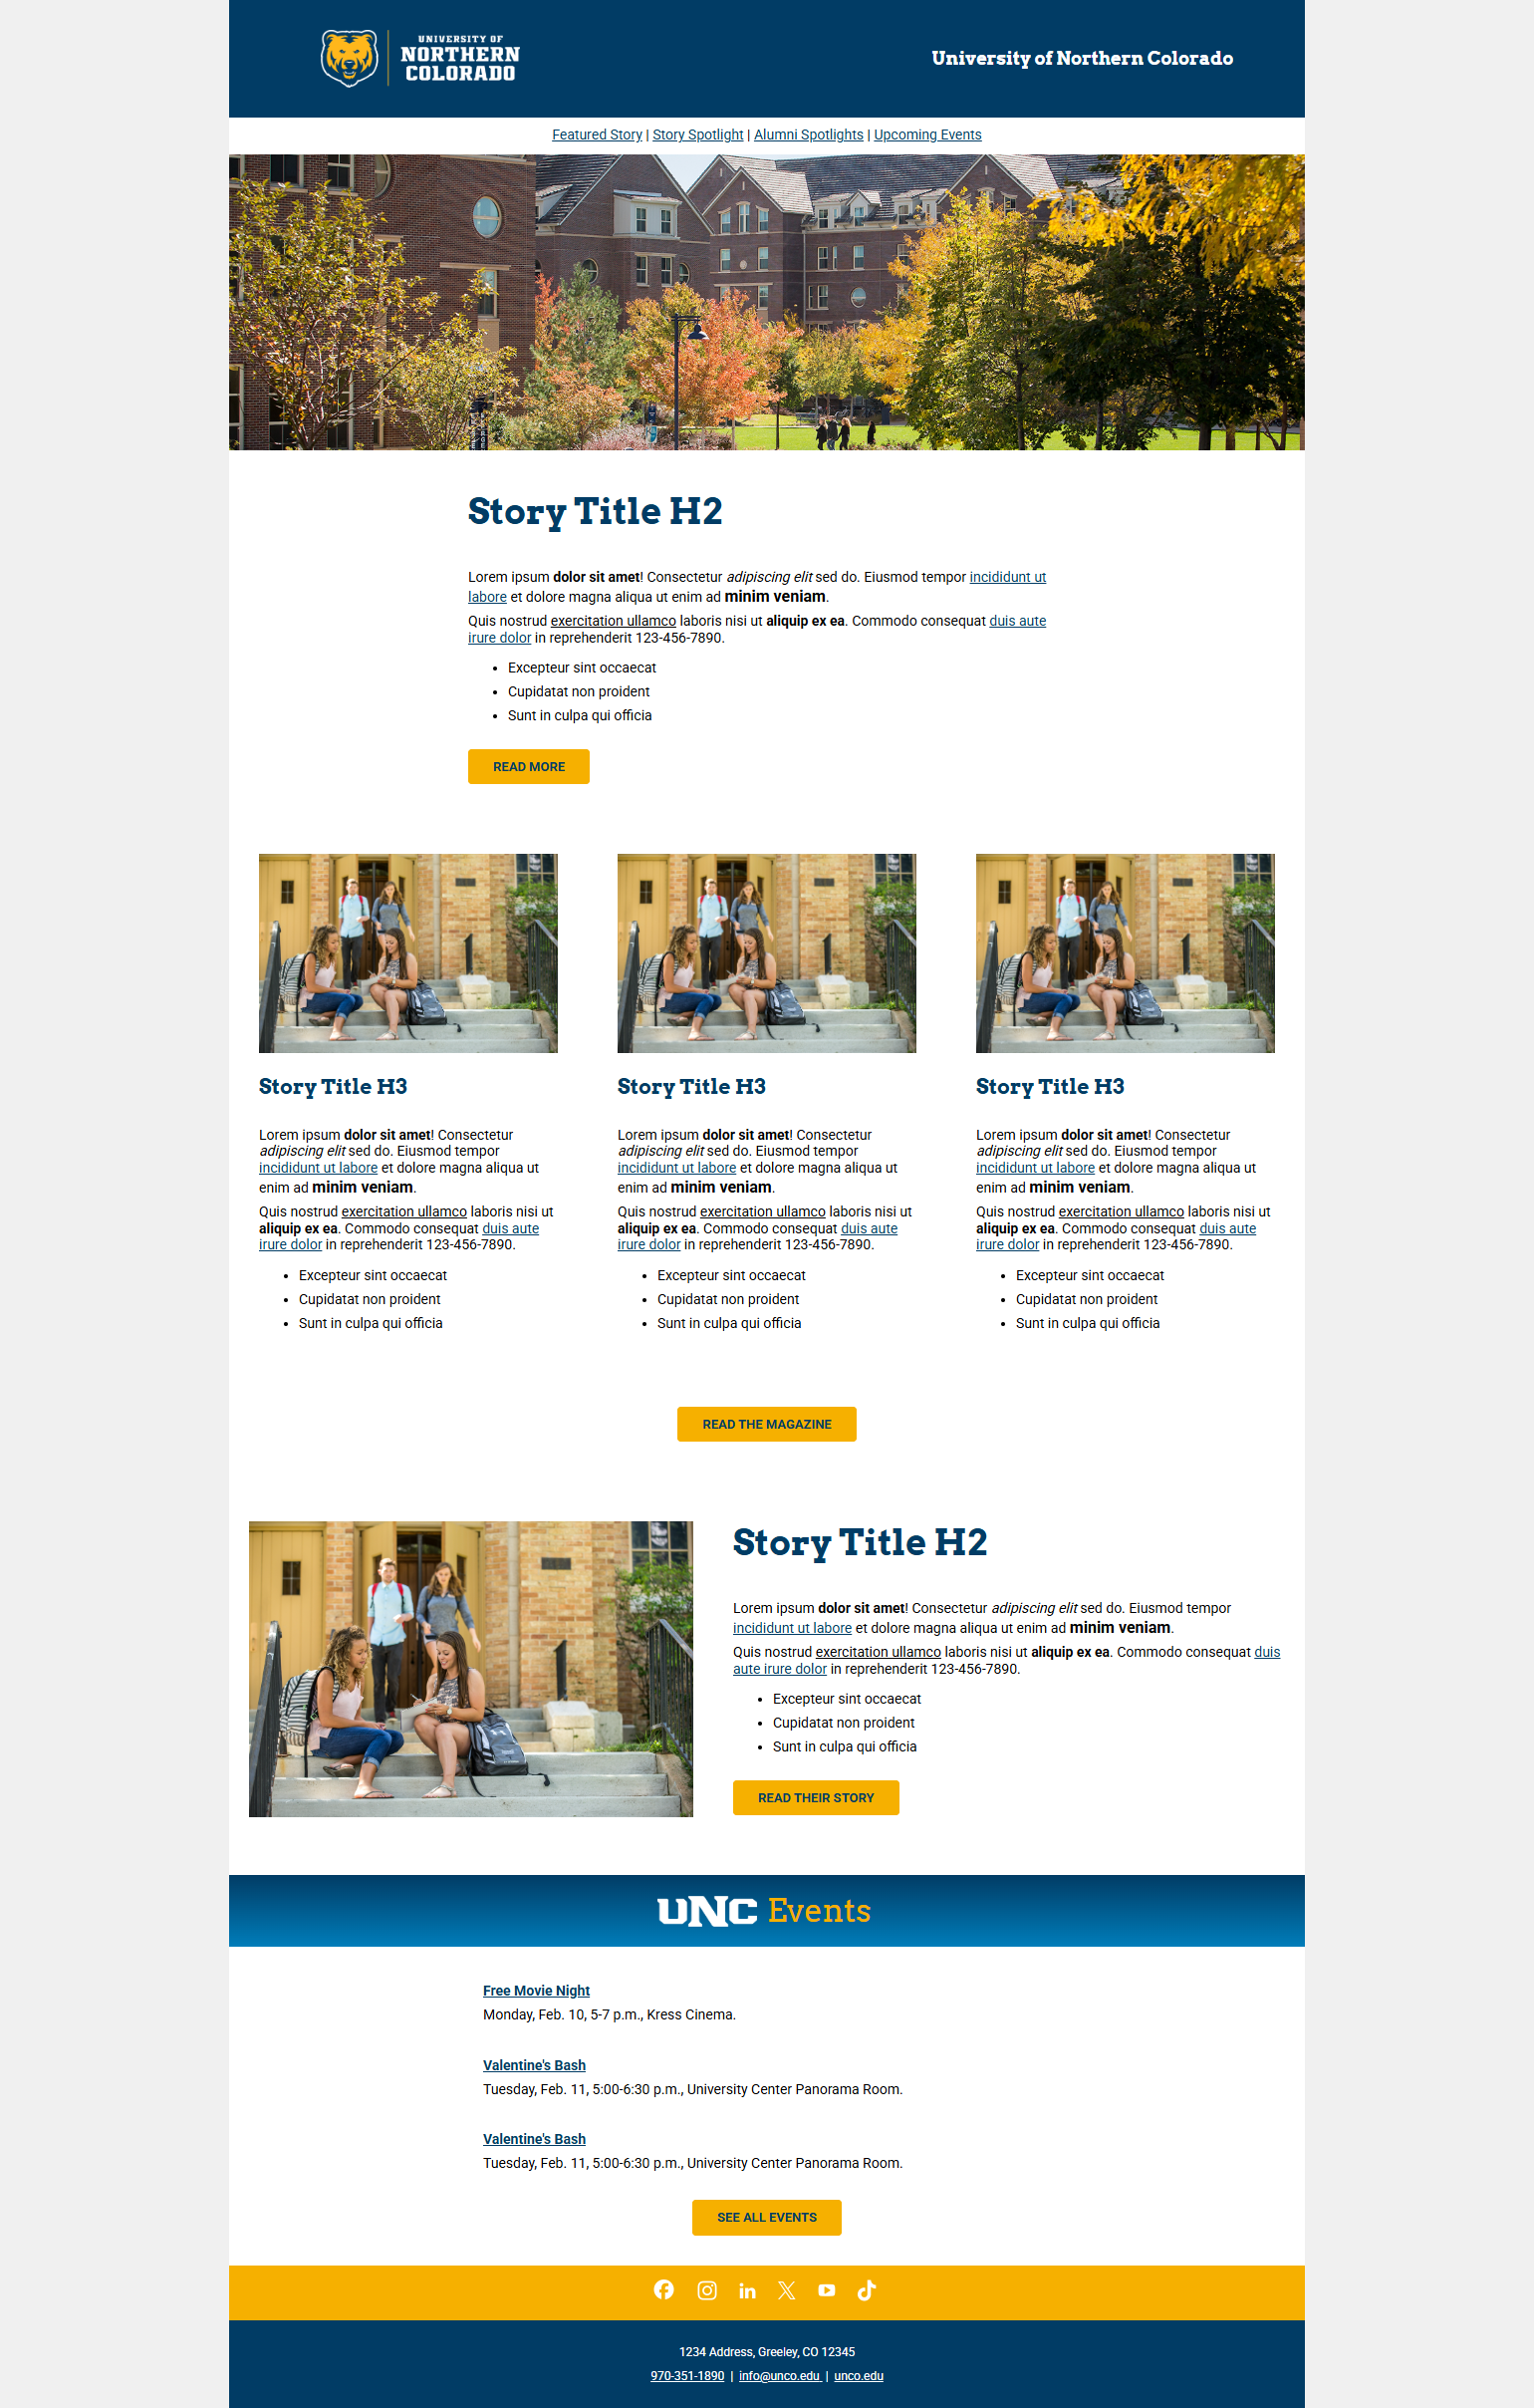 UNIVERSITY OF
NORTHERN
COLORADO
University of Northern Colorado
Featured Story | Story Spotlight | Alumni Spotlights | Upcoming Events
Story Title H2
Lorem ipsum dolor sit amet! Consectetur adipiscing elit sed do. Eiusmod tempor incididunt ut
labore et dolore magna aliqua ut enim ad minim veniam.
Quis nostrud exercitation ullamco laboris nisi ut aliquip ex ea. Commodo consequat duis aute
irure dolor in reprehenderit 123-456-7890.
• Excepteur sint occaecat
• Cupidatat non proident
• Sunt in culpa qui officia
READ MORE
Story Title H3
Lorem ipsum dolor sit amet! Consectetur
adipiscing elit sed do. Eiusmod tempor
incididunt ut labore et dolore magna aliqua ut
enim ad minim veniam.
Quis nostrud exercitation ullamco laboris nisi ut
aliquip ex ea. Commodo consequat duis aute
irure dolor in reprehenderit 123-456-7890.
• Excepteur sint occaecat
• Cupidatat non proident
• Sunt in culpa qui officia
Story Title H3
Lorem ipsum dolor sit amet! Consectetur
adipiscing elit sed do. Eiusmod tempor
incididunt ut labore et dolore magna aliqua ut
enim ad minim veniam.
Quis nostrud exercitation ullamco laboris nisi ut
aliquip ex ea. Commodo consequat duis aute
irure dolor in reprehenderit 123-456-7890.
• Excepteur sint occaecat
• Cupidatat non proident
• Sunt in culpa qui officia
Story Title H3
Lorem ipsum dolor sit amet! Consectetur
adipiscing elit sed do. Eiusmod tempor
incididunt ut labore et dolore magna aliqua ut
enim ad minim veniam.
Quis nostrud exercitation ullamco laboris nisi ut
aliquip ex ea. Commodo consequat duis aute
irure dolor in reprehenderit 123-456-7890.
• Excepteur sint occaecat
• Cupidatat non proident
• Sunt in culpa qui officia
READ THE MAGAZINE
Story Title H2
Lorem ipsum dolor sit amet! Consectetur adipiscing elit sed do. Eiusmod tempor
incididunt ut labore et dolore magna aliqua ut enim ad minim veniam.
Quis nostrud exercitation ullamco laboris nisi ut aliquip ex ea. Commodo consequat duis
aute irure dolor in reprehenderit 123-456-7890.
• Excepteur sint occaecat
• Cupidatat non proident
• Sunt in culpa qui officia
READ THEIR STORY
UNC Events
Free Movie Night
Monday, Feb. 10, 5-7 p.m., Kress Cinema.
Valentine's Bash
Tuesday, Feb. 11, 5:00-6:30 p.m., University Center Panorama Room.
Valentine's Bash
Tuesday, Feb. 11, 5:00-6:30 p.m., University Center Panorama Room.
SEE ALL EVENTS
1234 Address, Greeley, CO 12345
970-351-1890 | info@unco.edu | unco.edu